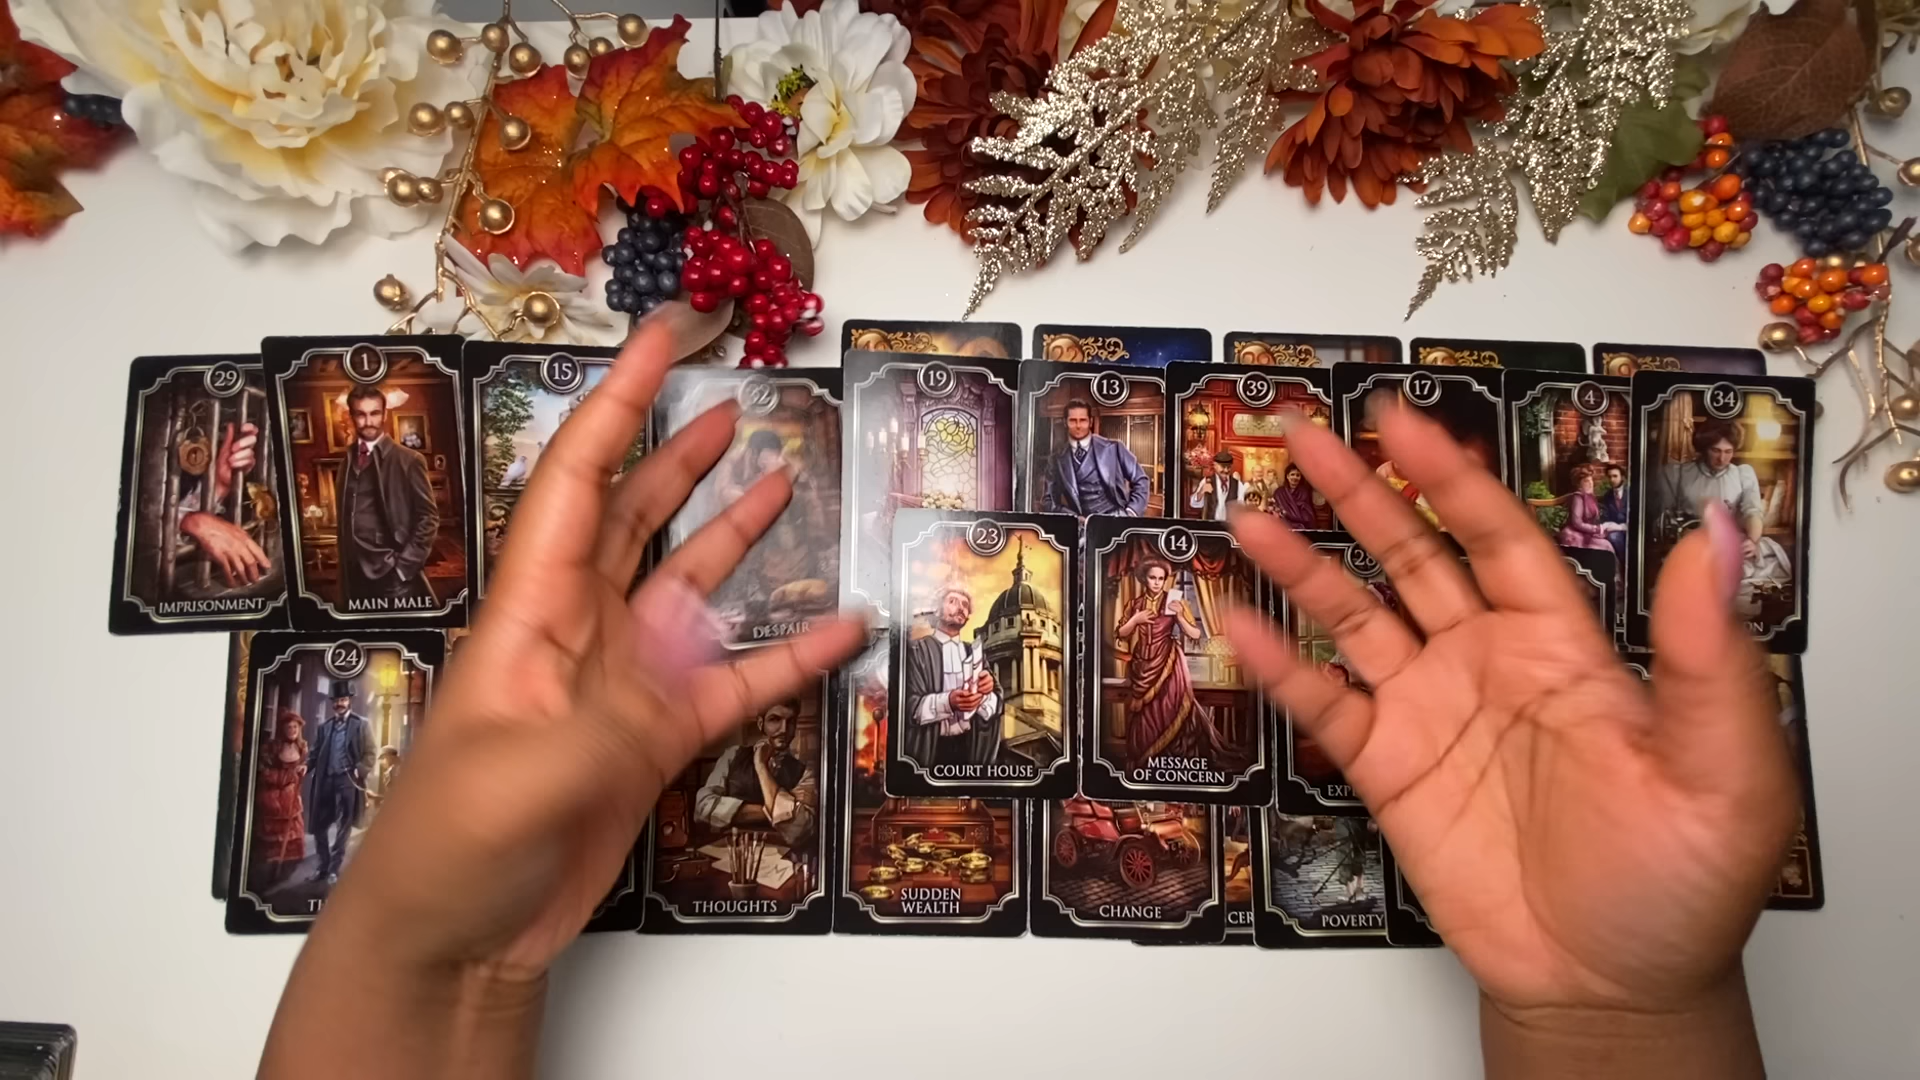 29
1
15
19
13
39
17
4
34
IMPRISONMENT
MAIN MALE
DESPAIR
23
14
28
COURT HOUSE
MESSAGE
OF CONCERN
24
THOUGHTS
SUDDEN
WEALTH
CHANGE
POVERTY